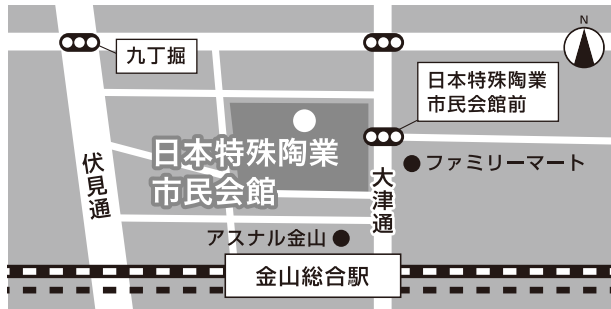 N
九丁堀
日本特殊陶業
市民会館前
日本特殊陶業
市民会館
ファミリーマート
伏見通
大津通
アスナル金山
金山総合駅